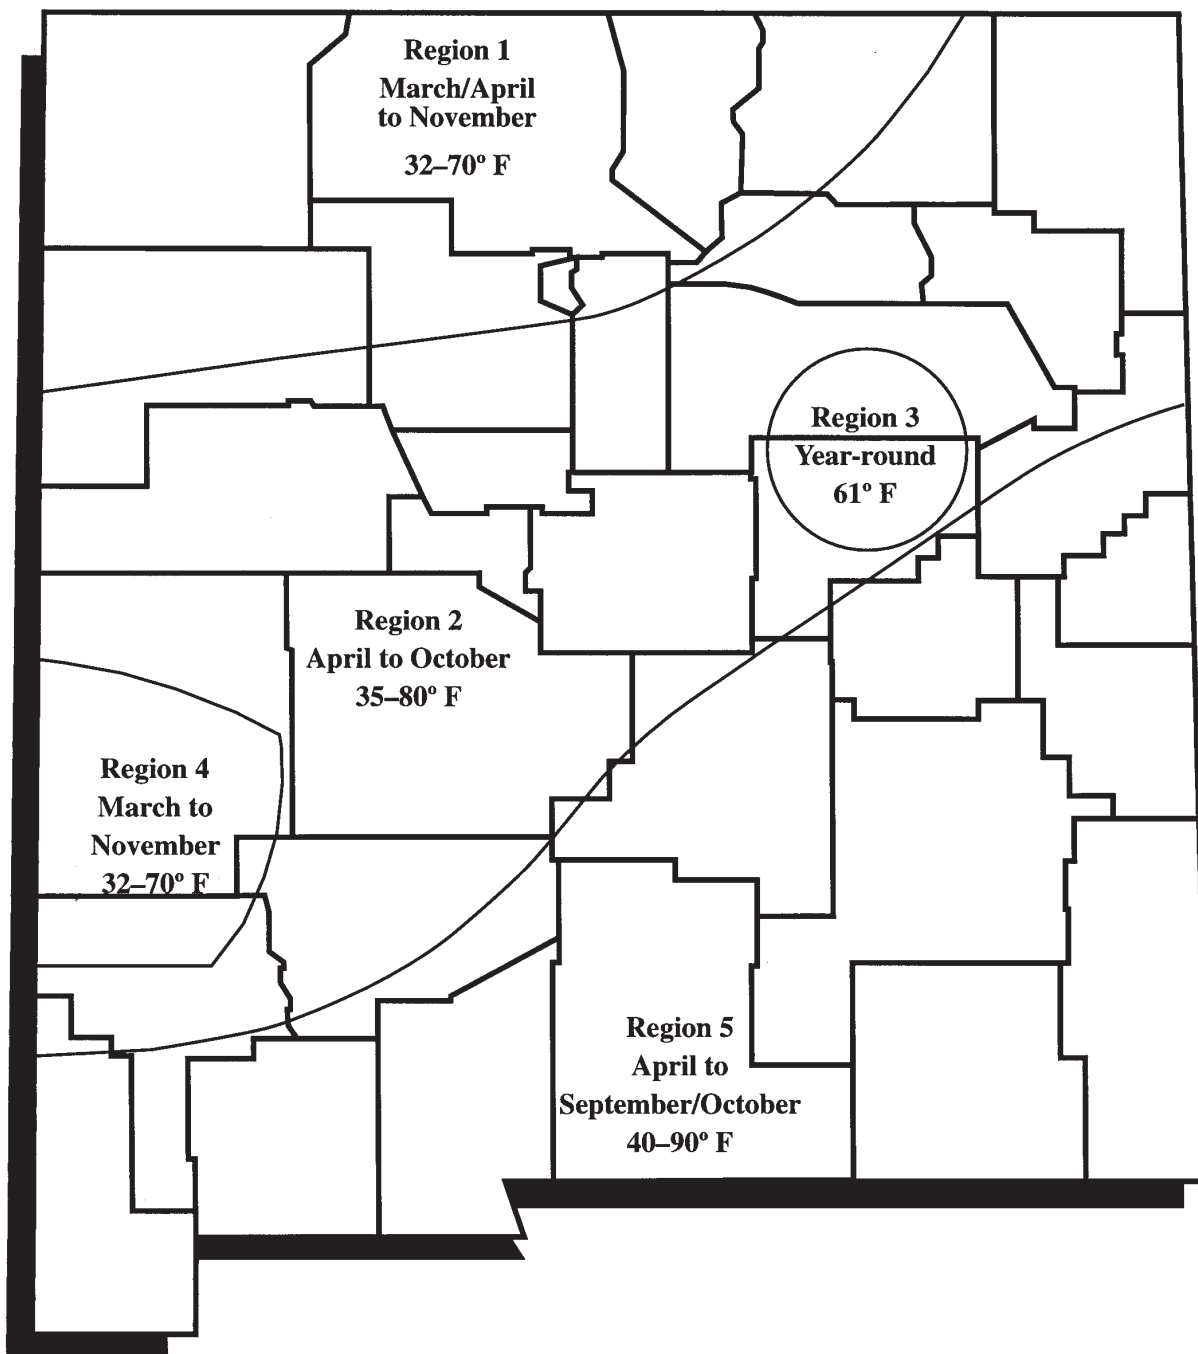 Region 1
March/April
to November
32–70º F
Region 3
Year-round
61º F
Region 2
April to October
35–80º F
Region 4
March to
November
32–70º F
Region 5
April to
September/October
40–90º F